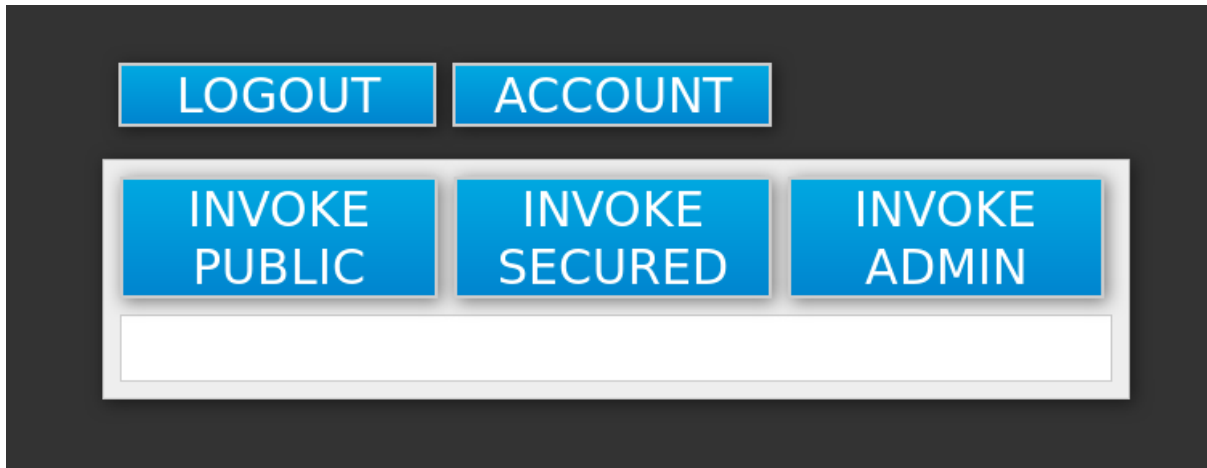 LOGOUT ACCOUNT
INVOKE INVOKE INVOKE
PUBLIC SECURED ADMIN